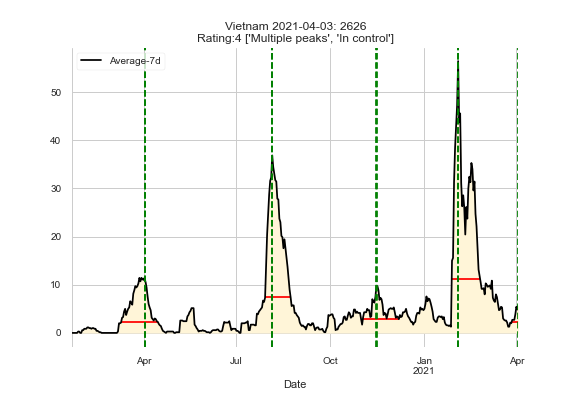 Vietnam 2021-04-03: 2626
Rating:4 ['Multiple peaks', 'In control']
Average-7d
50
40
30
20
10
0
Apr Jul Oct Jan Apr
2021
Date